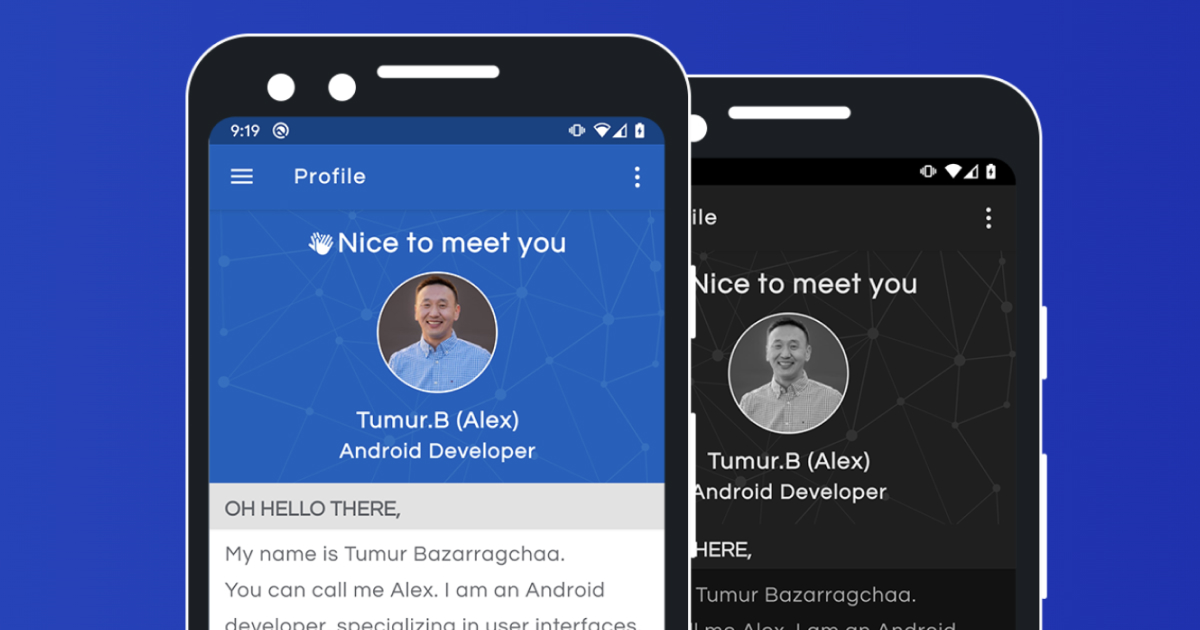 9:19
Profile
Nice to meet you
Tumur.B (Alex)
Android Developer
OH HELLO THERE,
My name is Tumur Bazarragchaa.
You can call me Alex. I am an Android
developer, specializing in user interfaces
ile
Nice to meet you
Tumur.B (Alex)
Android Developer
HERE,
Tumur Bazarragchaa.
l me Alex. I am an Android